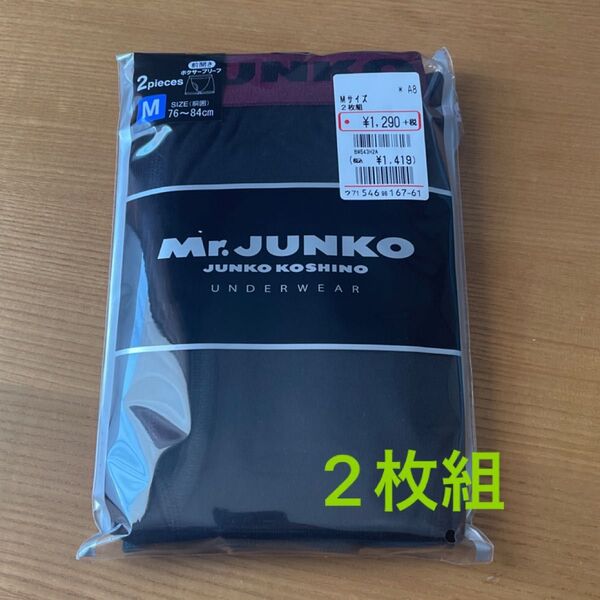 前開き
ボクサーブリーフ
2pieces
M
SIZE(胴囲)
76〜84cm
JUNKO
* A8
Mサイズ
2枚組
¥1,290 +税
BW543H2A
(税込 ¥1,419)
Mr.JUNKO
JUNKO KOSHINO
UNDERWEAR
2枚組